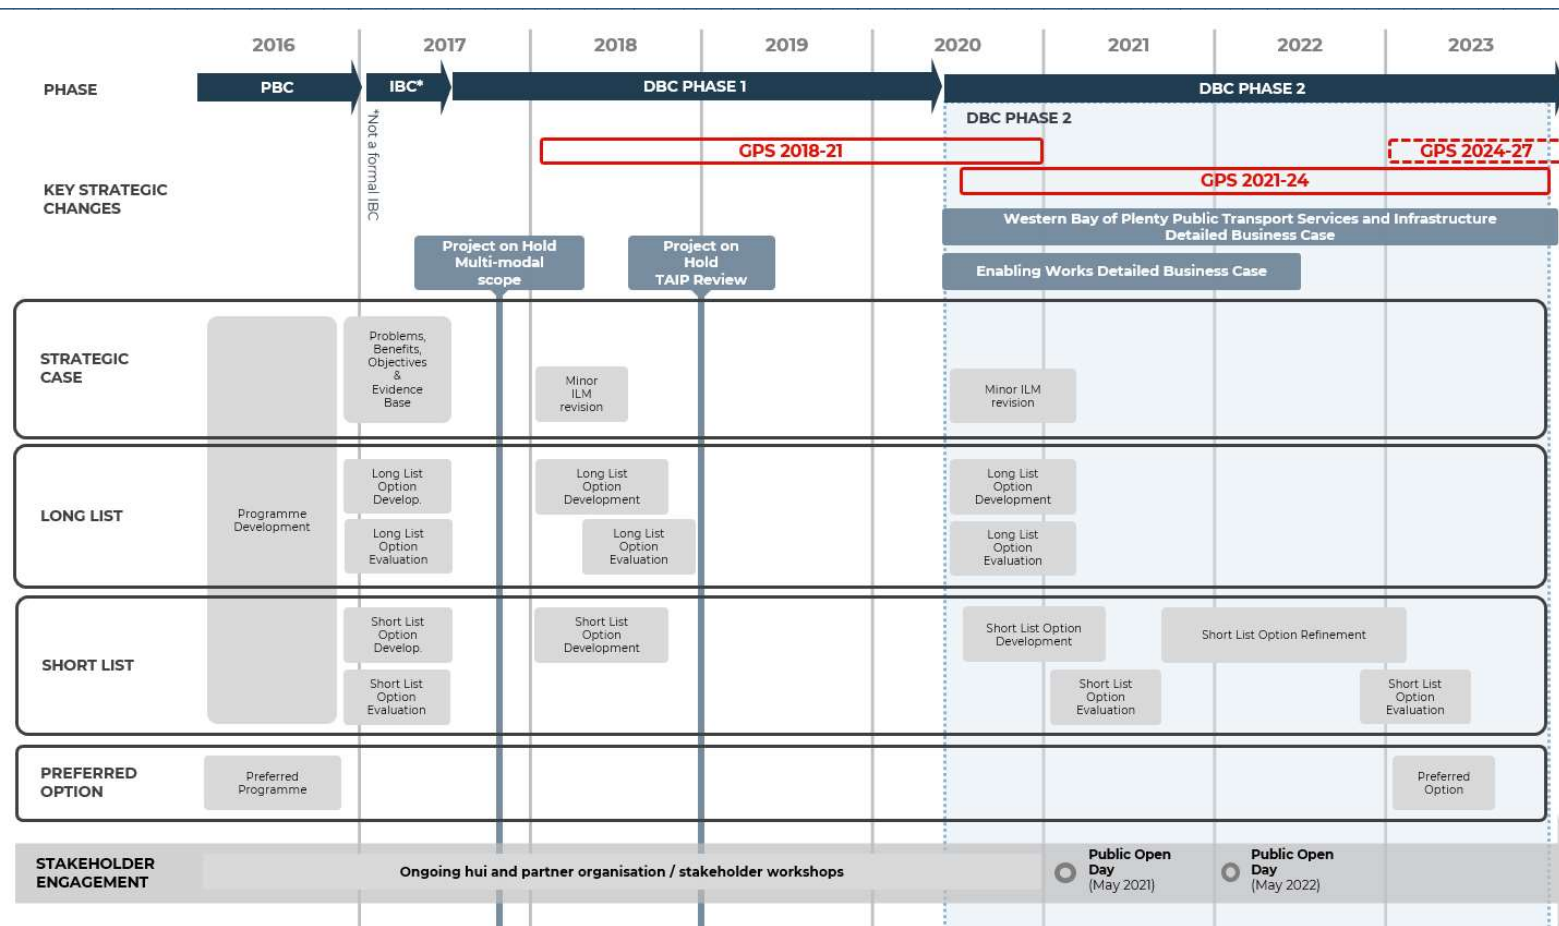 2016
2017
2018
2019
2020
2021
2022
2023
PHASE
PBC
IBC*
DBC PHASE 1
DBC PHASE 2
*Not a formal IBC
DBC PHASE 2
KEY STRATEGIC
CHANGES
GPS 2018-21
GPS 2024-27
GPS 2021-24
Western Bay of Plenty Public Transport Services and Infrastructure
Detailed Business Case
Project on Hold
Multi-modal
scope
Project on
Hold
TAIP Review
Enabling Works Detailed Business Case
STRATEGIC
CASE
Problems,
Benefits,
Objectives
&
Evidence
Base
Minor
ILM
revision
Minor ILM
revision
LONG LIST
Programme
Development
Long List
Option
Develop.
Long List
Option
Development
Long List
Option
Development
Long List
Option
Evaluation
Long List
Option
Evaluation
Long List
Option
Evaluation
SHORT LIST
Short List
Option
Develop.
Short List
Option
Development
Short List Option
Development
Short List Option Refinement
Short List
Option
Evaluation
Short List
Option
Evaluation
Short List
Option
Evaluation
PREFERRED
OPTION
Preferred
Programme
Preferred
Option
STAKEHOLDER
ENGAGEMENT
Ongoing hui and partner organisation / stakeholder workshops
Public Open
Day
(May 2021)
Public Open
Day
(May 2022)